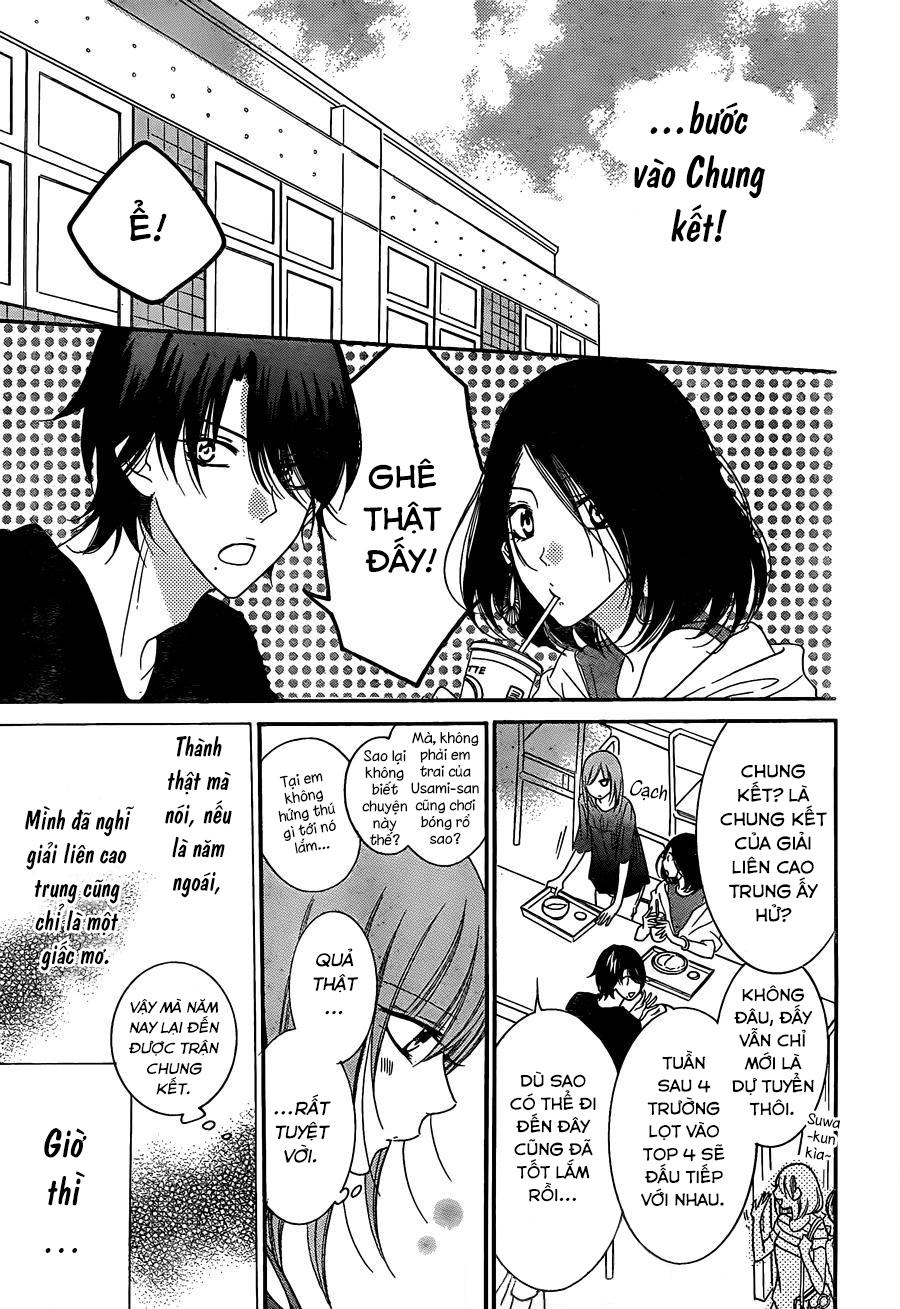 ...bước
vào Chung
kết!
Ể!
GHÊ
THẬT
ĐẤY!
TTE
CHUNG
KẾT? LÀ
CHUNG KẾT
CỦA GIẢI
LIÊN CAO
TRUNG ẤY
HỬ?
Cạch
KHÔNG
ĐÂU, ĐẤY
VẪN CHỈ
MỚI LÀ
DỰ TUYỂN
THÔI.
TUẦN
SAU 4
TRƯỜNG
LỌT VÀO
TOP 4 SẼ
ĐẤU TIẾP
VỚI NHAU.
DÙ SAO
CÓ THỂ ĐI
ĐẾN ĐÂY
CŨNG ĐÃ
TỐT LẮM
RỒI...
Suwa
-kun
kìa~
Mà, không
phải em
trai của
Usami-san
cũng chơi
bóng rổ
sao?
Sao lại
không
biết
chuyện
này
thế?
Tại em
không
hứng thú
gì tới nó
lắm...
QUẢ
THẬT
...
...RẤT
TUYỆT
VỜI.
Thành
thật mà
nói, nếu
là năm
ngoái,
Mình đã nghĩ
giải liên cao
trung cũng
chỉ là một
giấc mơ.
VẬY MÀ NĂM
NAY LẠI ĐẾN
ĐƯỢC TRẬN
CHUNG
KẾT.
Giờ
thì
...